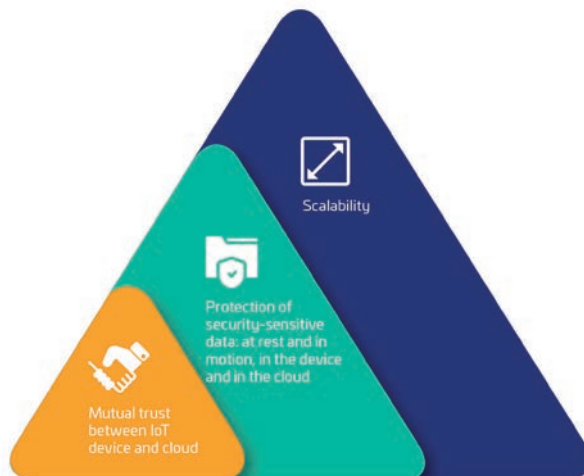 Scalability
Protection of
security-sensitive
data: at rest and in
motion, in the device
and in the cloud
Mutual trust
between IoT
device and cloud